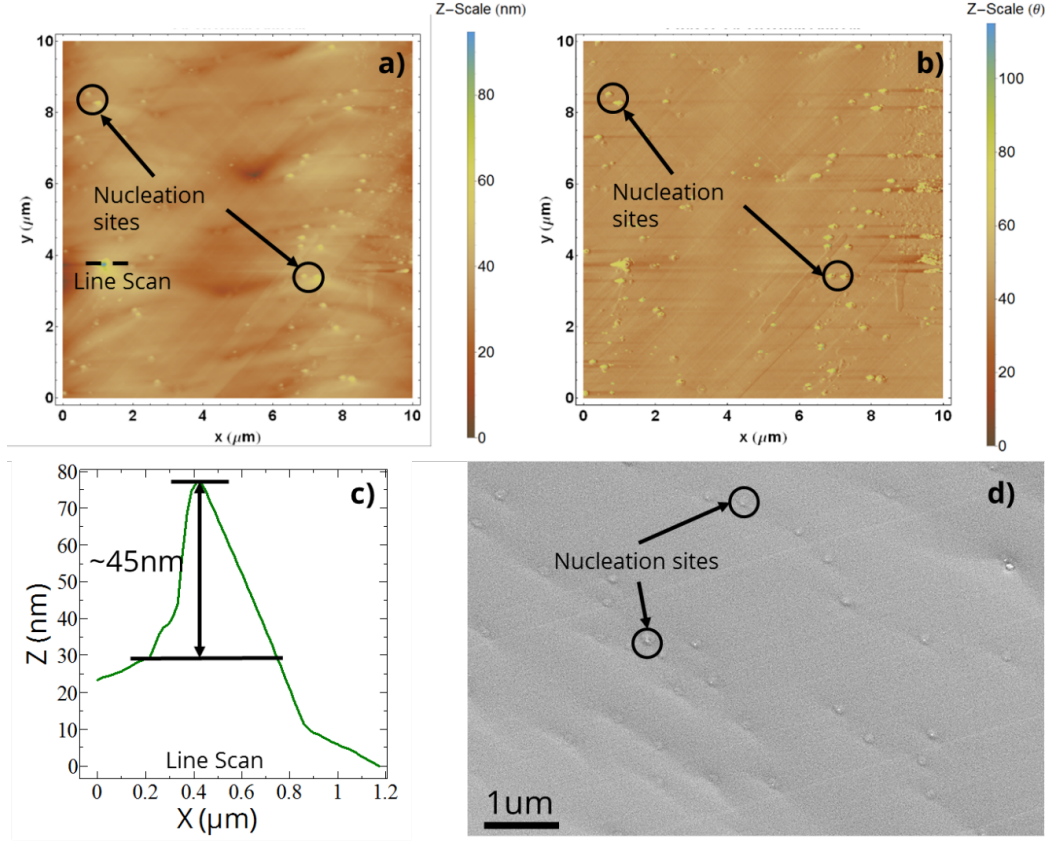 Z−Scale (nm)
a)
10
8
6
4
2
0
y (μm)
0 2 4 6 8 10
x (μm)
Nucleation
sites
Line Scan
80
60
40
20
0
Z−Scale (θ)
b)
10
8
6
4
2
0
y (μm)
0 2 4 6 8 10
x (μm)
Nucleation
sites
100
80
60
40
20
0
c)
80
70
60
50
40
30
20
10
0
Z (nm)
~45nm
Line Scan
0 0.2 0.4 0.6 0.8 1 1.2
X (μm)
d)
Nucleation sites
1um